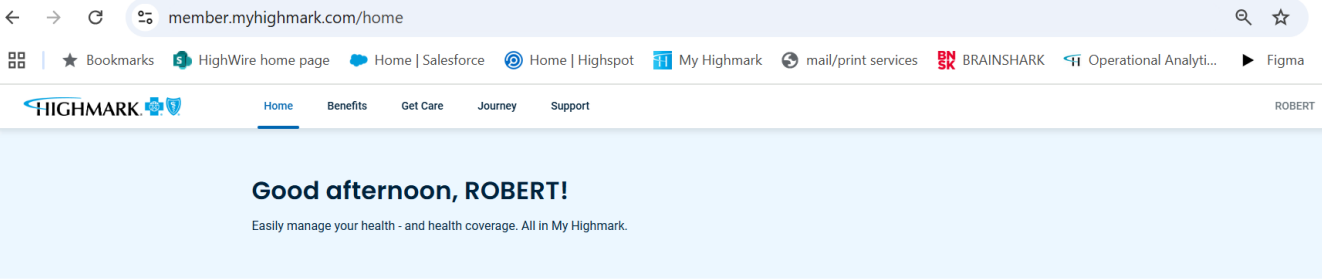 member.myhighmark.com/home
Bookmarks HighWire home page Home | Salesforce Home | Highspot My Highmark mail/print services BN SK BRAINSHARK Operational Analyti... Figma
HIGHMARK Home Benefits Get Care Journey Support ROBERT
Good afternoon, ROBERT!
Easily manage your health - and health coverage. All in My Highmark.